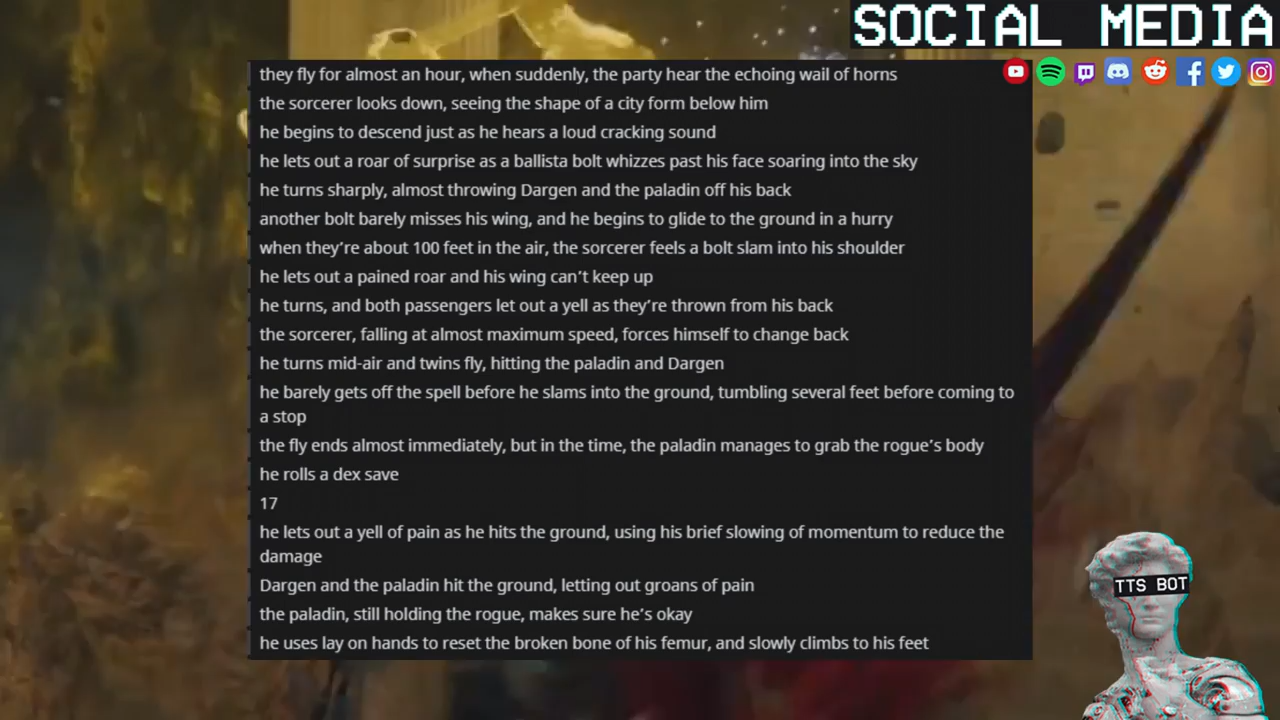 SOCIAL MEDIA
they fly for almost an hour, when suddenly, the party hear the echoing wail of horns
the sorcerer looks down, seeing the shape of a city form below him
he begins to descend just as he hears a loud cracking sound
he lets out a roar of surprise as a ballista bolt whizzes past his face soaring into the sky
he turns sharply, almost throwing Dargen and the paladin off his back
another bolt barely misses his wing, and he begins to glide to the ground in a hurry
when they’re about 100 feet in the air, the sorcerer feels a bolt slam into his shoulder
he lets out a pained roar and his wing can’t keep up
he turns, and both passengers let out a yell as they’re thrown from his back
the sorcerer, falling at almost maximum speed, forces himself to change back
he turns mid-air and twins fly, hitting the paladin and Dargen
he barely gets off the spell before he slams into the ground, tumbling several feet before coming to
a stop
the fly ends almost immediately, but in the time, the paladin manages to grab the rogue’s body
he rolls a dex save
17
he lets out a yell of pain as he hits the ground, using his brief slowing of momentum to reduce the
damage
Dargen and the paladin hit the ground, letting out groans of pain
the paladin, still holding the rogue, makes sure he’s okay
he uses lay on hands to reset the broken bone of his femur, and slowly climbs to his feet
TTS BOT